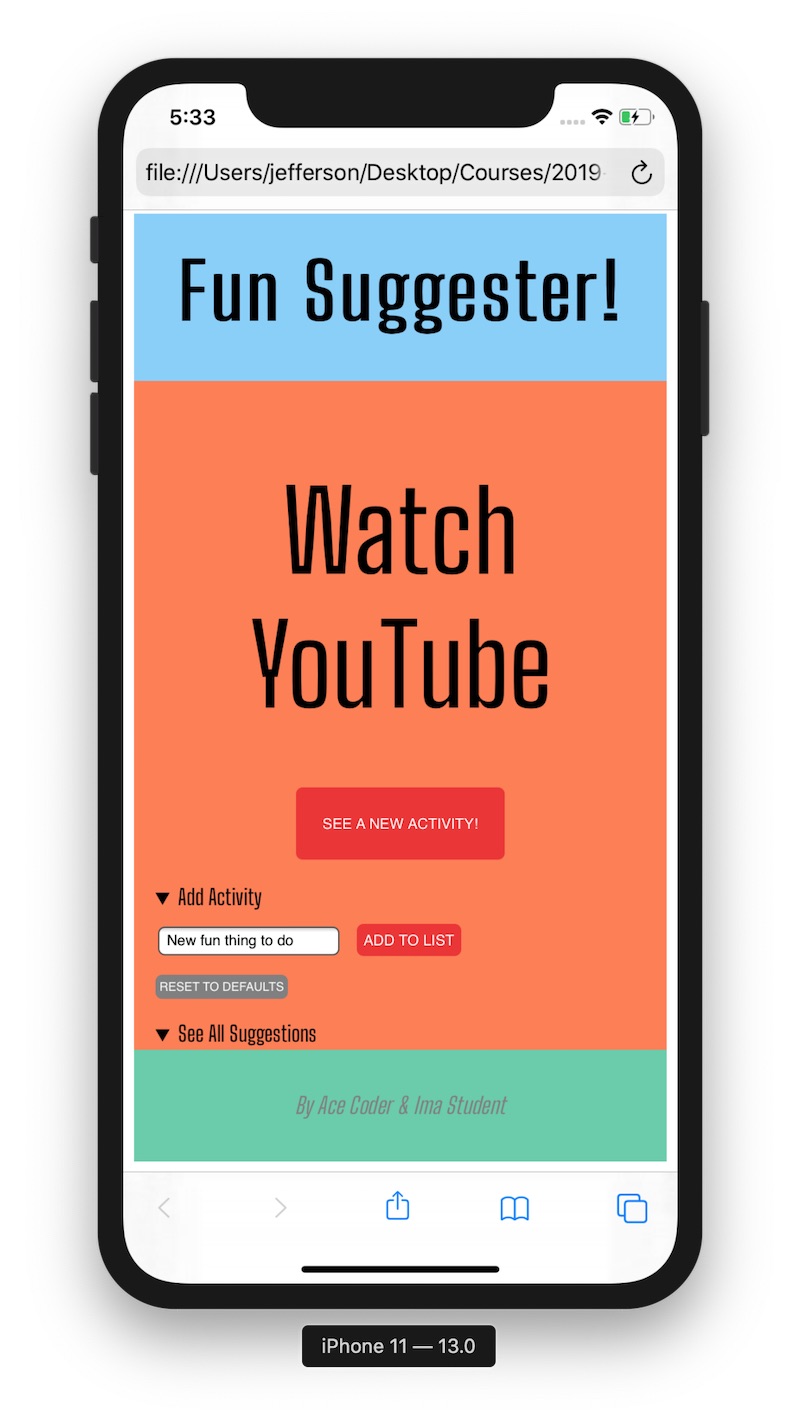 5:33
file:///Users/jefferson/Desktop/Courses/2019
Fun Suggester!
Watch
YouTube
SEE A NEW ACTIVITY!
▼ Add Activity
New fun thing to do ADD TO LIST
RESET TO DEFAULTS
▼ See All Suggestions
By Ace Coder & Ima Student
iPhone 11 — 13.0